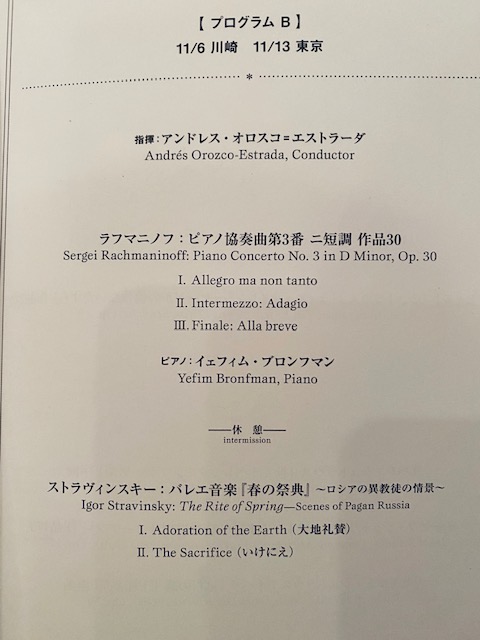 【 プログラム B 】
11/6 川崎 11/13 東京
*
指揮：アンドレス・オロスコ＝エストラーダ
Andrés Orozco-Estrada, Conductor
ラフマニノフ：ピアノ協奏曲第3番 ニ短調 作品30
Sergei Rachmaninoff: Piano Concerto No. 3 in D Minor, Op. 30
I. Allegro ma non tanto
II. Intermezzo: Adagio
III. Finale: Alla breve
ピアノ：イェフィム・ブロンフマン
Yefim Bronfman, Piano
——休 憩——
intermission
ストラヴィンスキー：バレエ音楽『春の祭典』 〜ロシアの異教徒の情景〜
Igor Stravinsky: The Rite of Spring—Scenes of Pagan Russia
I. Adoration of the Earth（大地礼賛）
II. The Sacrifice（いけにえ）